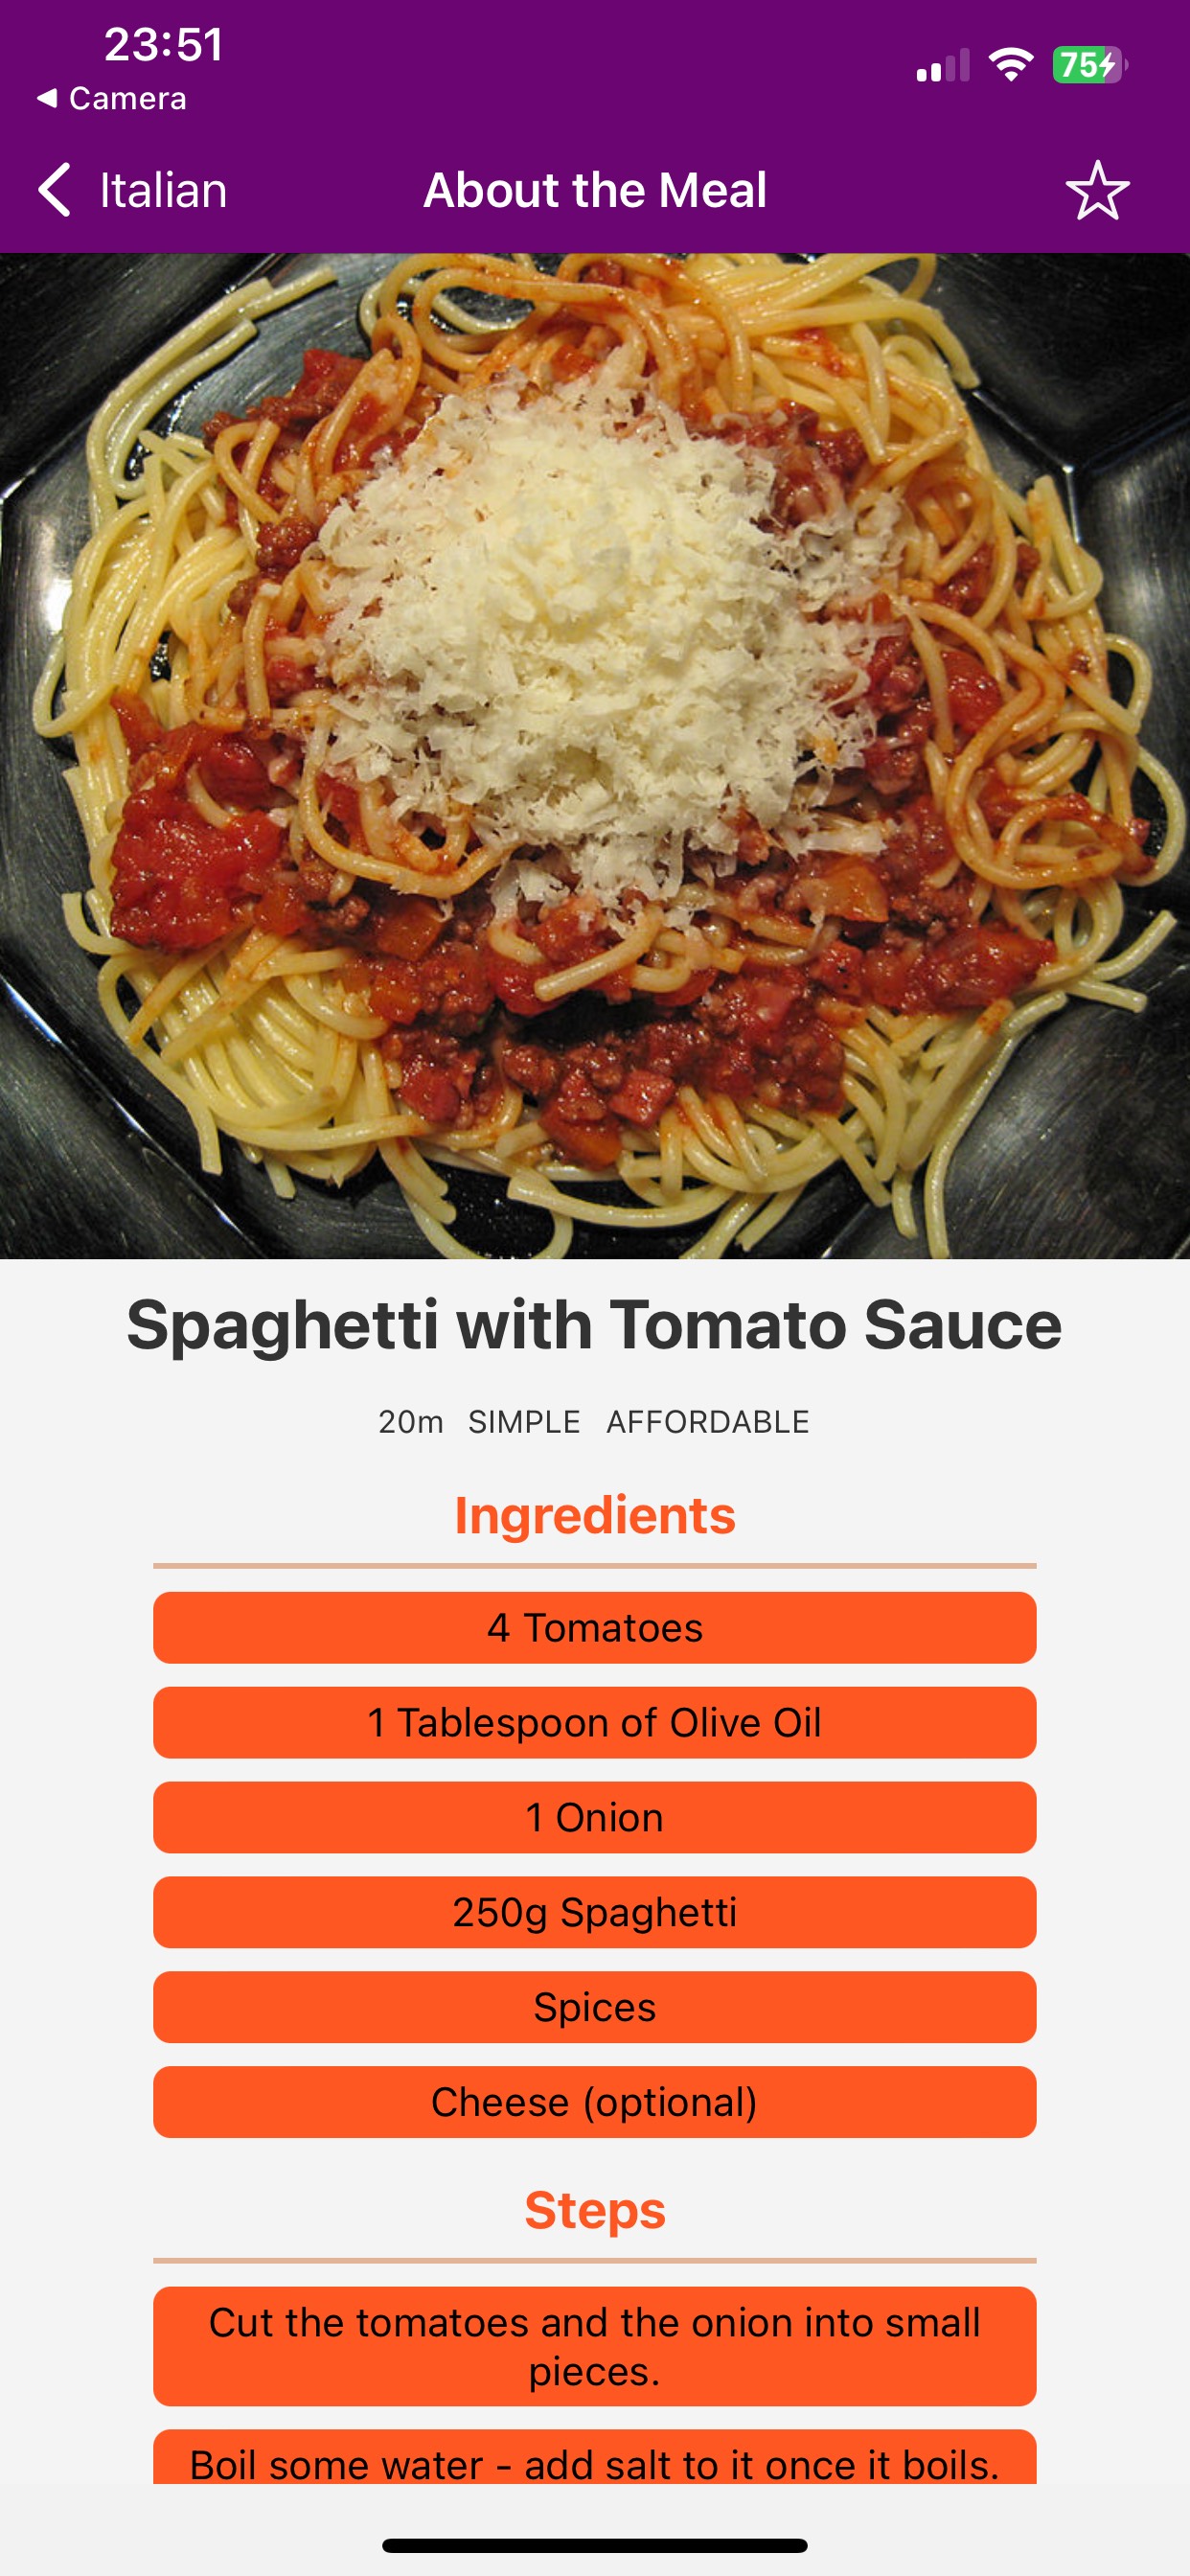 23:51
75
◀ Camera
Italian
About the Meal
Spaghetti with Tomato Sauce
20m SIMPLE AFFORDABLE
Ingredients
4 Tomatoes
1 Tablespoon of Olive Oil
1 Onion
250g Spaghetti
Spices
Cheese (optional)
Steps
Cut the tomatoes and the onion into small
pieces.
Boil some water - add salt to it once it boils.